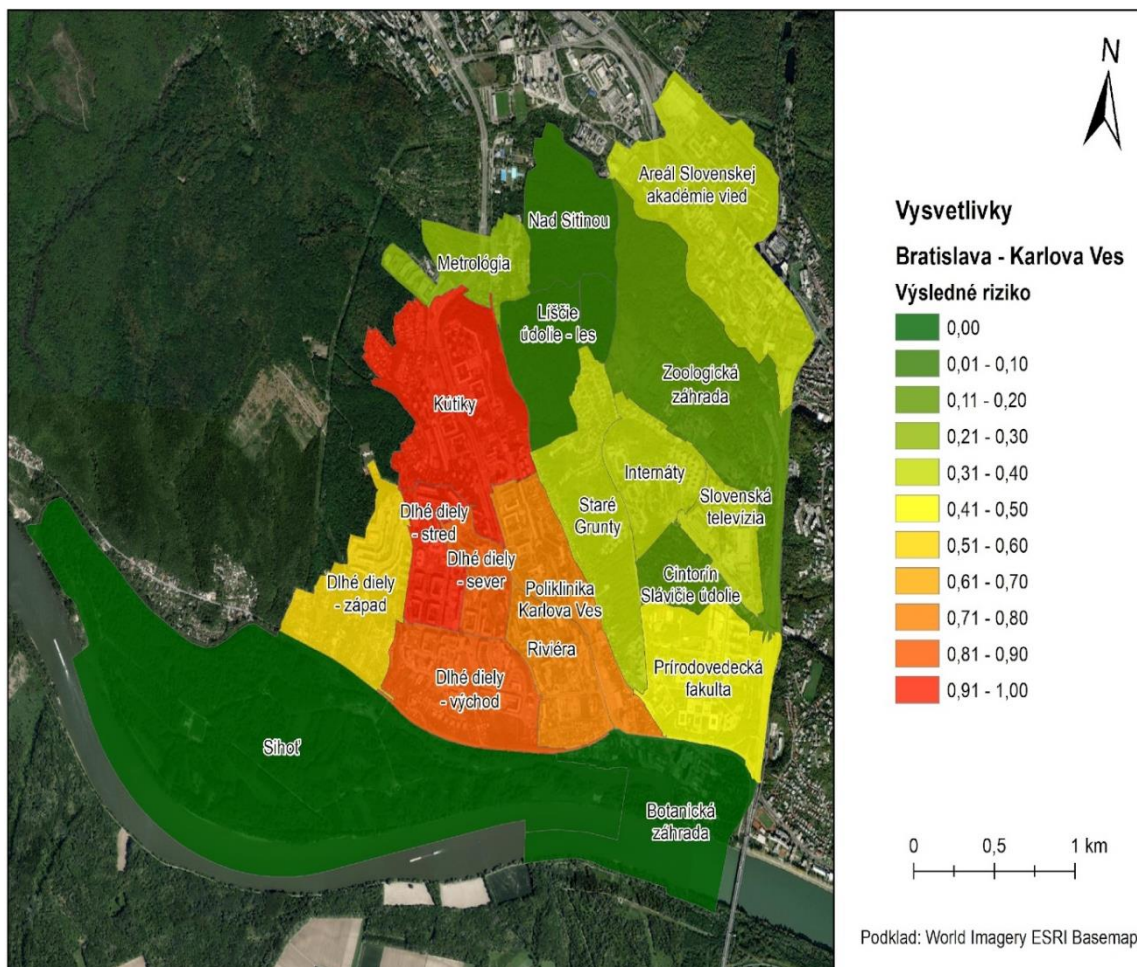 N
Areál Slovenskej
akadémie vied
Nad Sitinou
Metrológia
Líščie
údolie - les
Zoologická
záhrada
Kútiky
Internáty
Slovenská
televízia
Staré
Grunty
Dlhé diely
- stred
Dlhé diely
- sever
Dlhé diely
- západ
Poliklinika
Karlova Ves
Cintorín
Slávičie údolie
Riviéra
Prírodovedecká
fakulta
Dlhé diely
- východ
Sihoť
Botanická
záhrada
Vysvetlivky
Bratislava - Karlova Ves
Výsledné riziko
0,00
0,01 - 0,10
0,11 - 0,20
0,21 - 0,30
0,31 - 0,40
0,41 - 0,50
0,51 - 0,60
0,61 - 0,70
0,71 - 0,80
0,81 - 0,90
0,91 - 1,00
0 0,5 1 km
Podklad: World Imagery ESRI Basemap